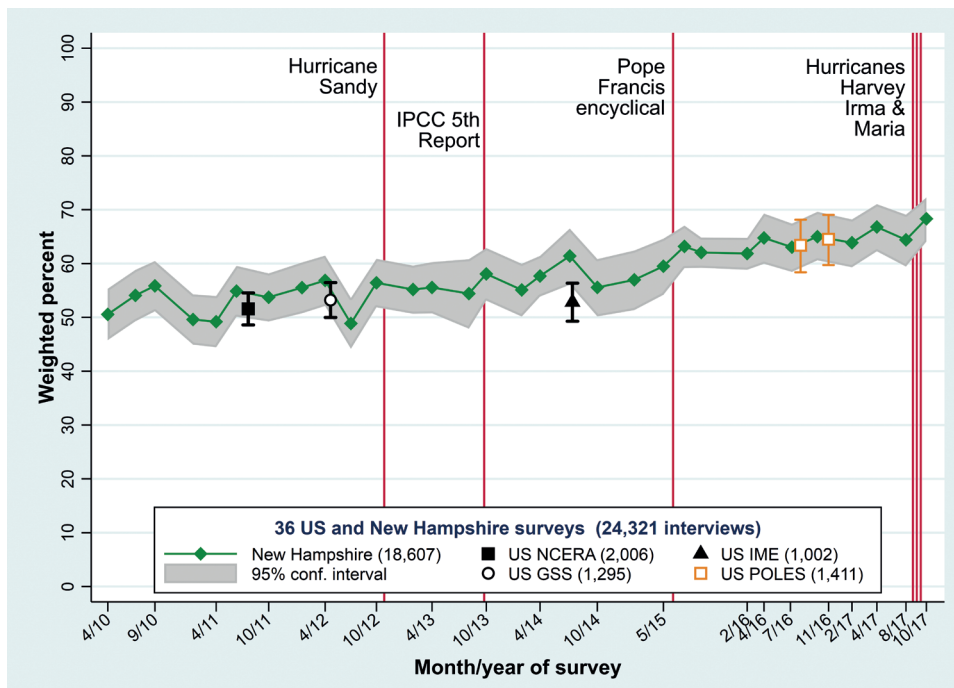 Hurricane
Sandy
IPCC 5th
Report
Pope
Francis
encyclical
Hurricanes
Harvey
Irma &
Maria
Weighted percent
100
90
80
70
60
50
40
30
20
10
0
36 US and New Hampshire surveys (24,321 interviews)
New Hampshire (18,607)
95% conf. interval
US NCERA (2,006)
US GSS (1,295)
US IME (1,002)
US POLES (1,411)
4/10
9/10
4/11
10/11
4/12
10/12
4/13
10/13
4/14
10/14
5/15
2/16
4/16
7/16
11/16
2/17
4/17
8/17
10/17
Month/year of survey